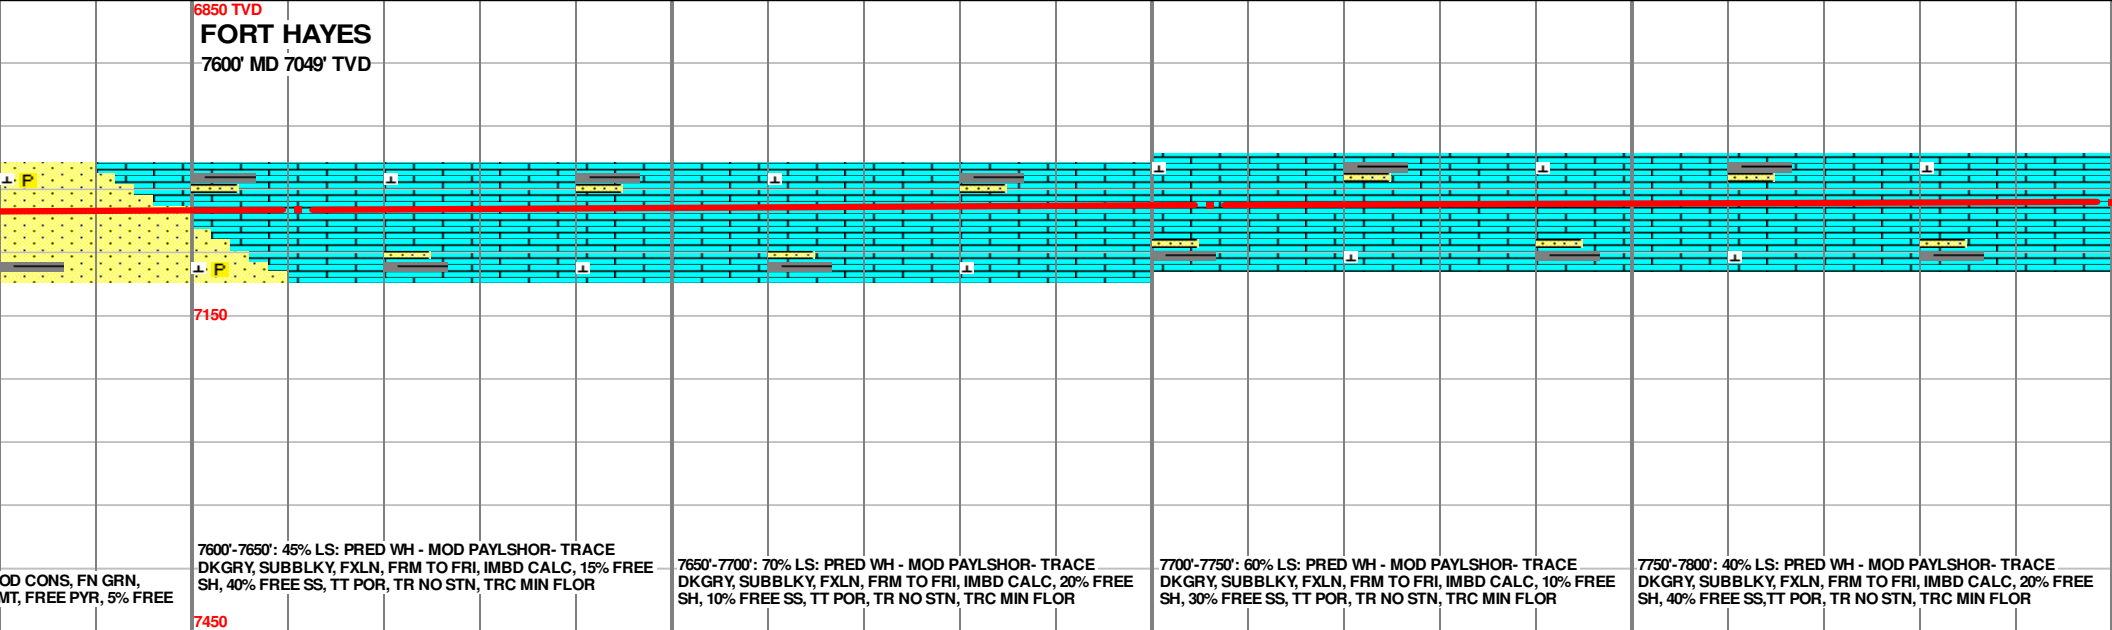 6850 TVD
FORT HAYES
7600' MD 7049' TVD
P
P
7150
OD CONS, FN GRN,
MT, FREE PYR, 5% FREE
7600'-7650': 45% LS: PRED WH - MOD PAYLSHOR- TRACE
DKGRY, SUBBLKY, FXLN, FRM TO FRI, IMBD CALC, 15% FREE
SH, 40% FREE SS, TT POR, TR NO STN, TRC MIN FLOR
7650'-7700': 70% LS: PRED WH - MOD PAYLSHOR- TRACE
DKGRY, SUBBLKY, FXLN, FRM TO FRI, IMBD CALC, 20% FREE
SH, 10% FREE SS, TT POR, TR NO STN, TRC MIN FLOR
7700'-7750': 60% LS: PRED WH - MOD PAYLSHOR- TRACE
DKGRY, SUBBLKY, FXLN, FRM TO FRI, IMBD CALC, 10% FREE
SH, 30% FREE SS, TT POR, TR NO STN, TRC MIN FLOR
7750'-7800': 40% LS: PRED WH - MOD PAYLSHOR- TRACE
DKGRY, SUBBLKY, FXLN, FRM TO FRI, IMBD CALC, 20% FREE
SH, 40% FREE SS,TT POR, TR NO STN, TRC MIN FLOR
7450